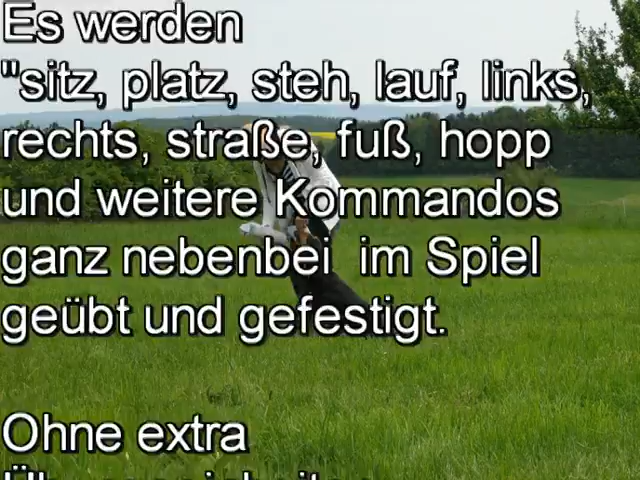 Es werden
"sitz, platz, steh, lauf, links,
rechts, straße, fuß, hopp
und weitere Kommandos
ganz nebenbei im Spiel
geübt und gefestigt.
Ohne extra